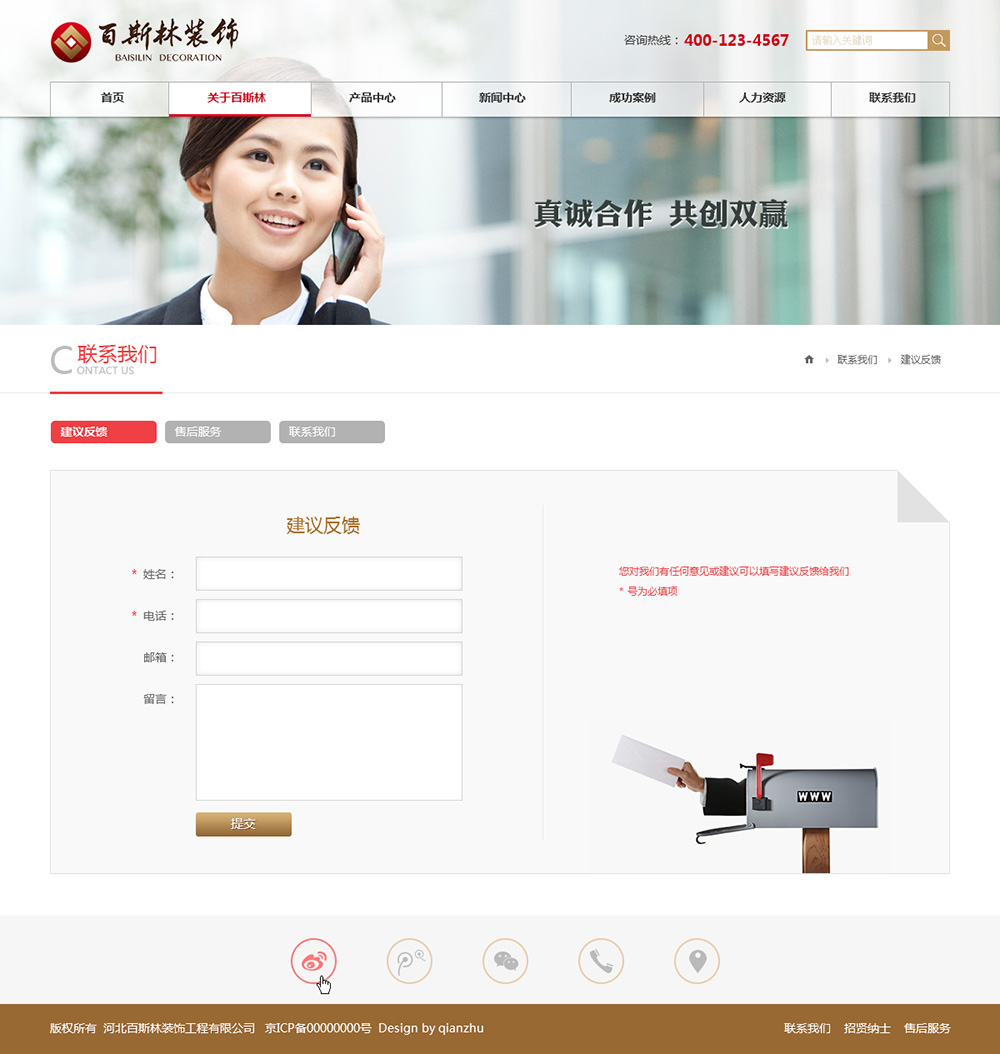 百斯林装饰
BAISILIN DECORATION
咨询热线：400-123-4567
请输入关键词
首页 关于百斯林 产品中心 新闻中心 成功案例 人力资源 联系我们
真诚合作 共创双赢
联系我们
CONTACT US
联系我们 建议反馈
建议反馈 售后服务 联系我们
建议反馈
* 姓名：
* 电话：
邮箱：
留言：
提交
您对我们有任何意见或建议可以填写建议反馈给我们
* 号为必填项
WWW
版权所有 河北百斯林装饰工程有限公司 京ICP备00000000号 Design by qianzhu
联系我们 招贤纳士 售后服务